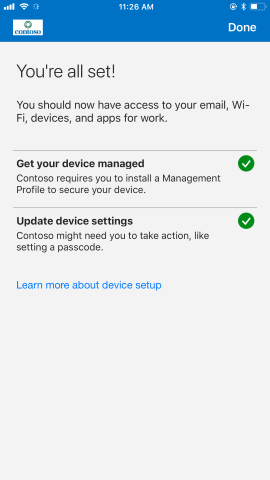 11:26 AM
contoso
Done
You're all set!
You should now have access to your email, Wi-
Fi, devices, and apps for work.
Get your device managed
Contoso requires you to install a Management
Profile to secure your device.
Update device settings
Contoso might need you to take action, like
setting a passcode.
Learn more about device setup